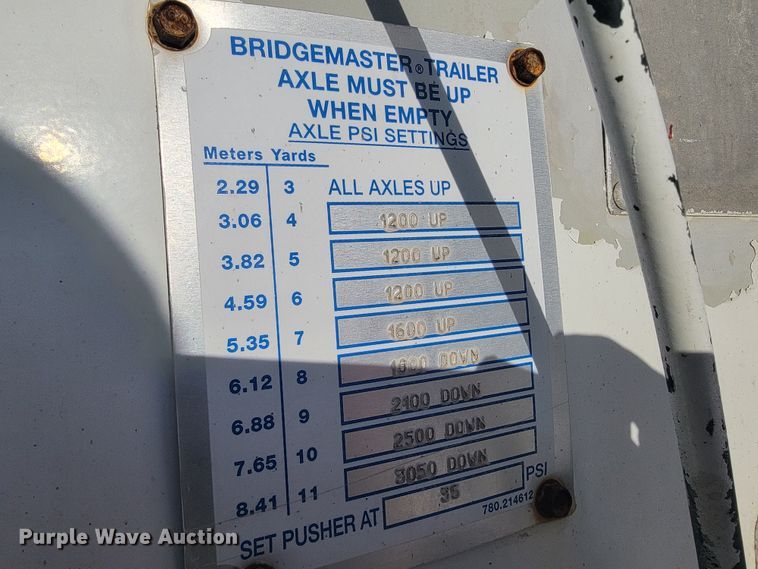 BRIDGEMASTER® TRAILER
AXLE MUST BE UP
WHEN EMPTY
AXLE PSI SETTINGS
Meters Yards
2.29 3 ALL AXLES UP
3.06 4 1200 UP
3.82 5 1200 UP
4.59 6 1200 UP
5.35 7 1600 UP
6.12 8 1600 DOWN
6.88 9 2100 DOWN
7.65 10 2500 DOWN
8.41 11 3050 DOWN
SET PUSHER AT 35 PSI
780.214612
Purple Wave Auction®